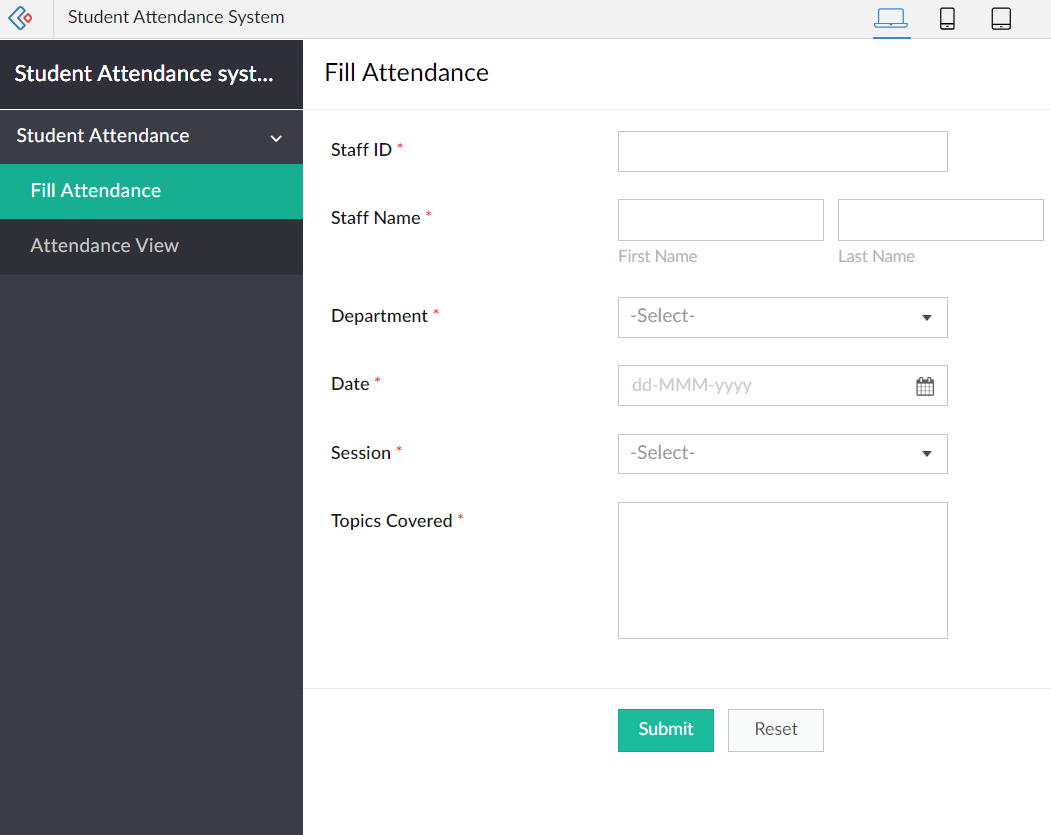 Student Attendance System
Student Attendance syst...
Student Attendance
Fill Attendance
Attendance View
Fill Attendance
Staff ID *
Staff Name *
First Name
Last Name
Department *
-Select-
Date *
dd-MMM-yyyy
Session *
-Select-
Topics Covered *
Submit
Reset